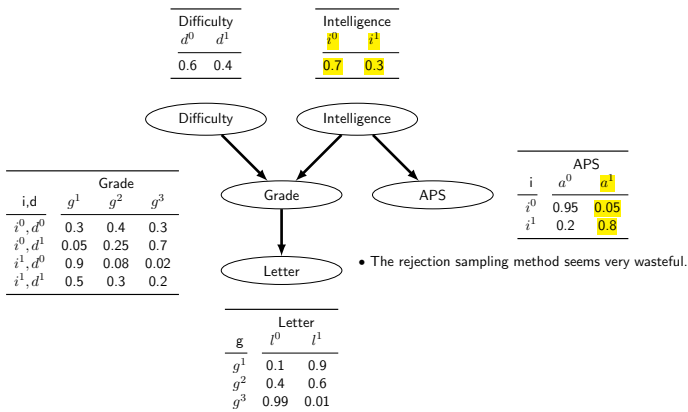 Difficulty
d⁰ d¹
0.6 0.4
Intelligence
i⁰ i¹
0.7 0.3
Difficulty
Intelligence
Grade
i,d g¹ g² g³
i⁰, d⁰ 0.3 0.4 0.3
i⁰, d¹ 0.05 0.25 0.7
i¹, d⁰ 0.9 0.08 0.02
i¹, d¹ 0.5 0.3 0.2
Grade
APS
APS
i a⁰ a¹
i⁰ 0.95 0.05
i¹ 0.2 0.8
Letter
• The rejection sampling method seems very wasteful.
Letter
g l⁰ l¹
g¹ 0.1 0.9
g² 0.4 0.6
g³ 0.99 0.01